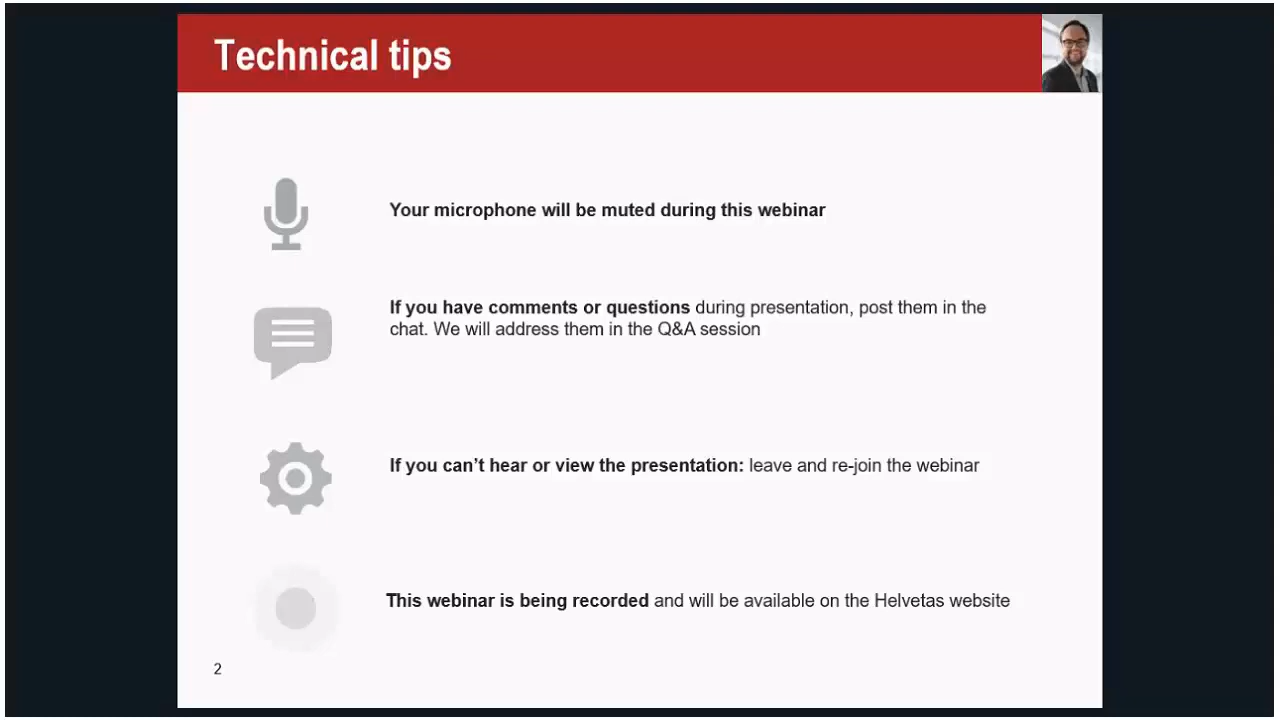 Technical tips
Your microphone will be muted during this webinar
If you have comments or questions during presentation, post them in the
chat. We will address them in the Q&A session
If you can’t hear or view the presentation: leave and re-join the webinar
This webinar is being recorded and will be available on the Helvetas website
2